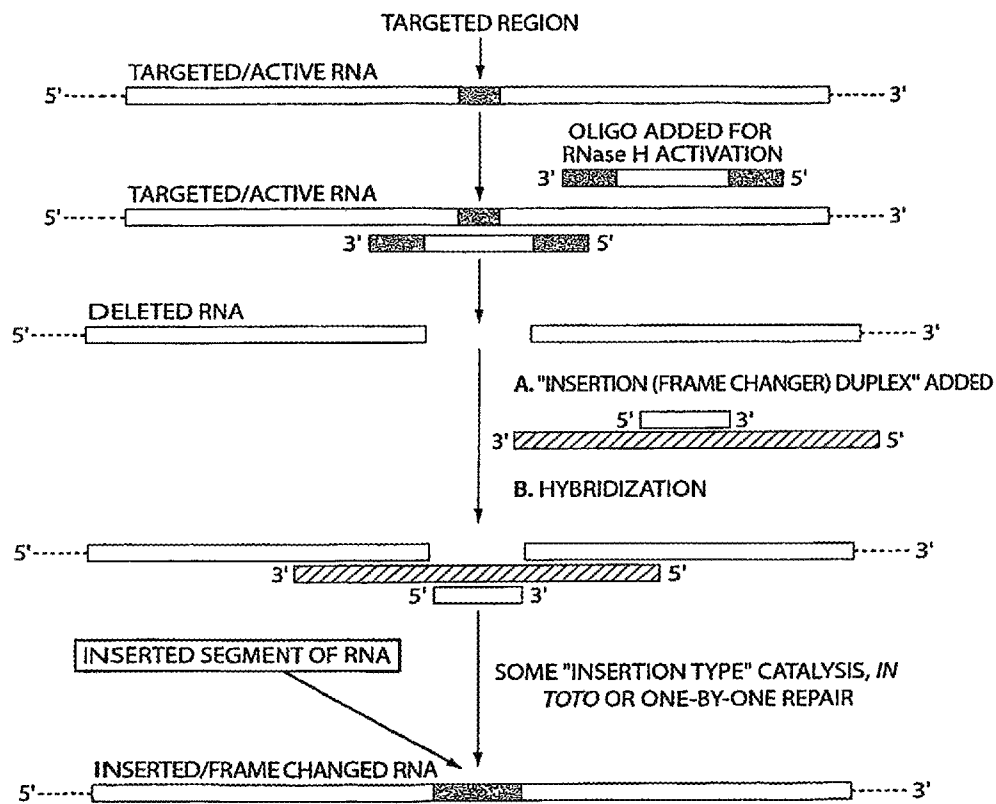 TARGETED REGION
TARGETED/ACTIVE RNA
5' 3'
OLIGO ADDED FOR
RNase H ACTIVATION
3' 5'
TARGETED/ACTIVE RNA
5' 3'
3' 5'
DELETED RNA
5' 3'
A. "INSERTION (FRAME CHANGER) DUPLEX" ADDED
5' 3'
3' 5'
B. HYBRIDIZATION
5' 3'
3' 5'
5' 3'
INSERTED SEGMENT OF RNA
SOME "INSERTION TYPE" CATALYSIS, IN
TOTO OR ONE-BY-ONE REPAIR
INSERTED/FRAME CHANGED RNA
5' 3'